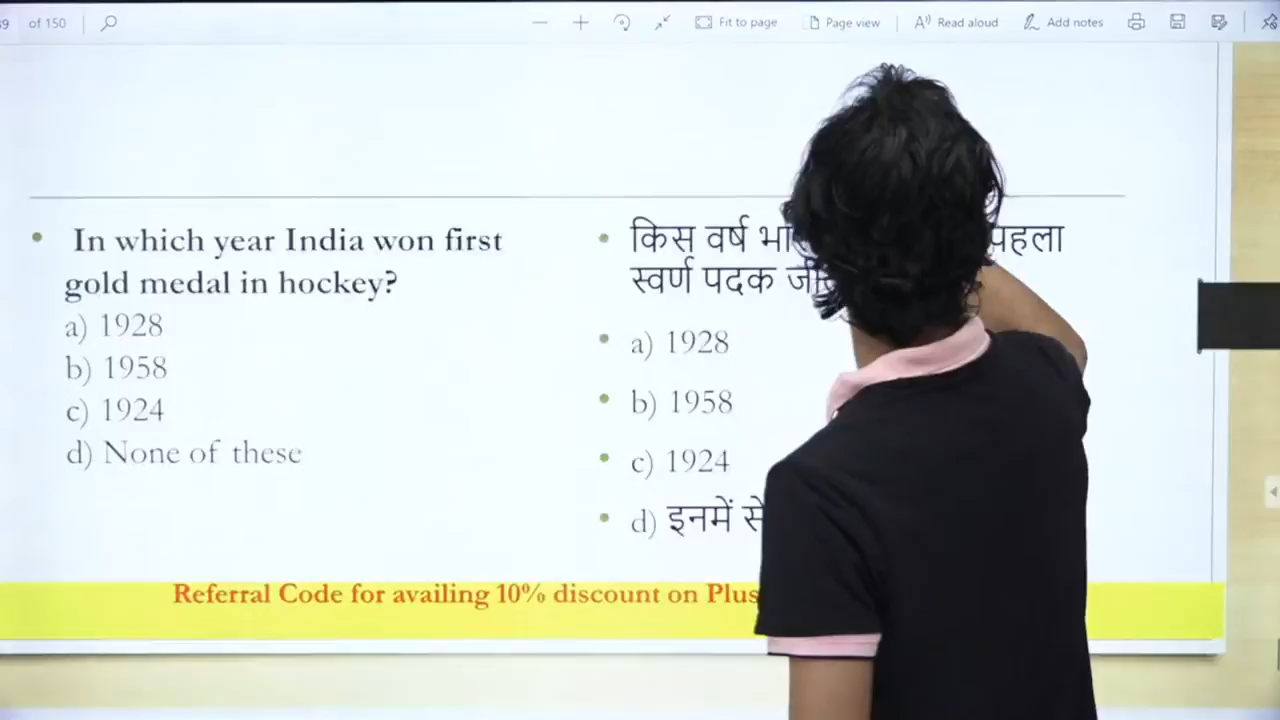 of 150
Fit to page
Page view
Read aloud
Add notes
In which year India won first
gold medal in hockey?
a) 1928
b) 1958
c) 1924
d) None of these
किस वर्ष पहला
स्वर्ण पदक
a) 1928
b) 1958
c) 1924
d) इनमें से
Referral Code for availing 10% discount on Plus